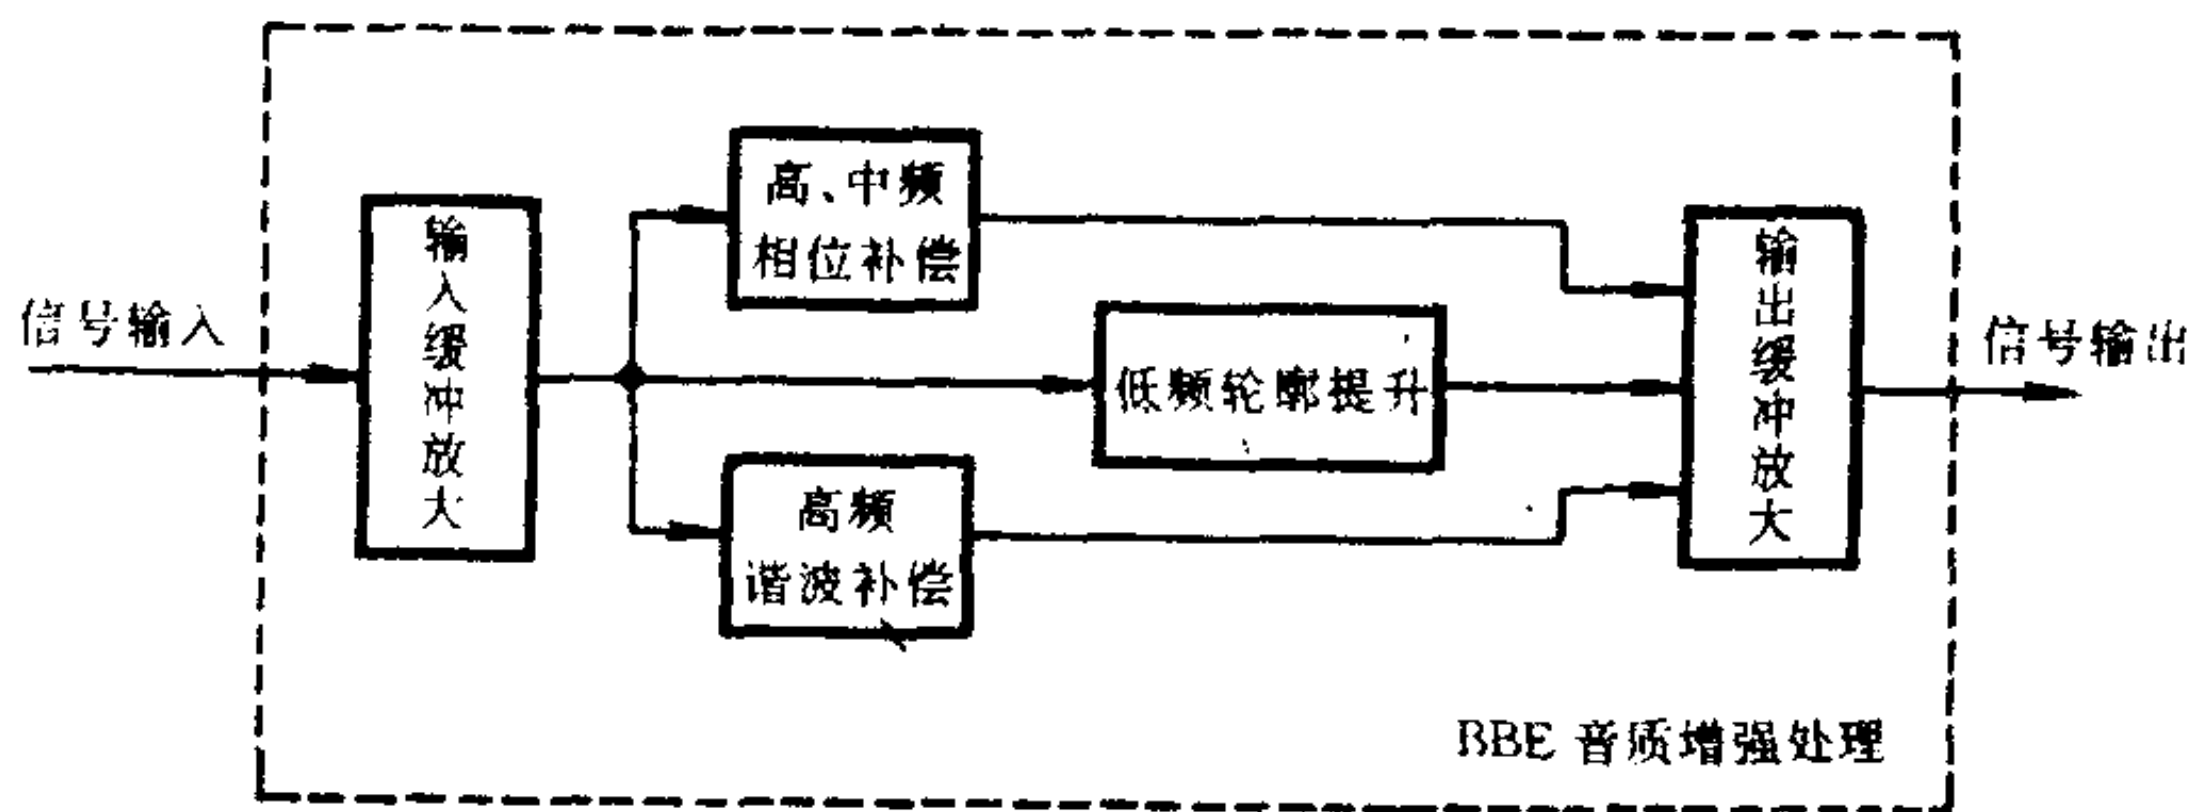 信号输入
输入缓冲放大
高、中频
相位补偿
低频轮廓提升
高频
谐波补偿
输出缓冲放大
信号输出
BBE 音质增强处理